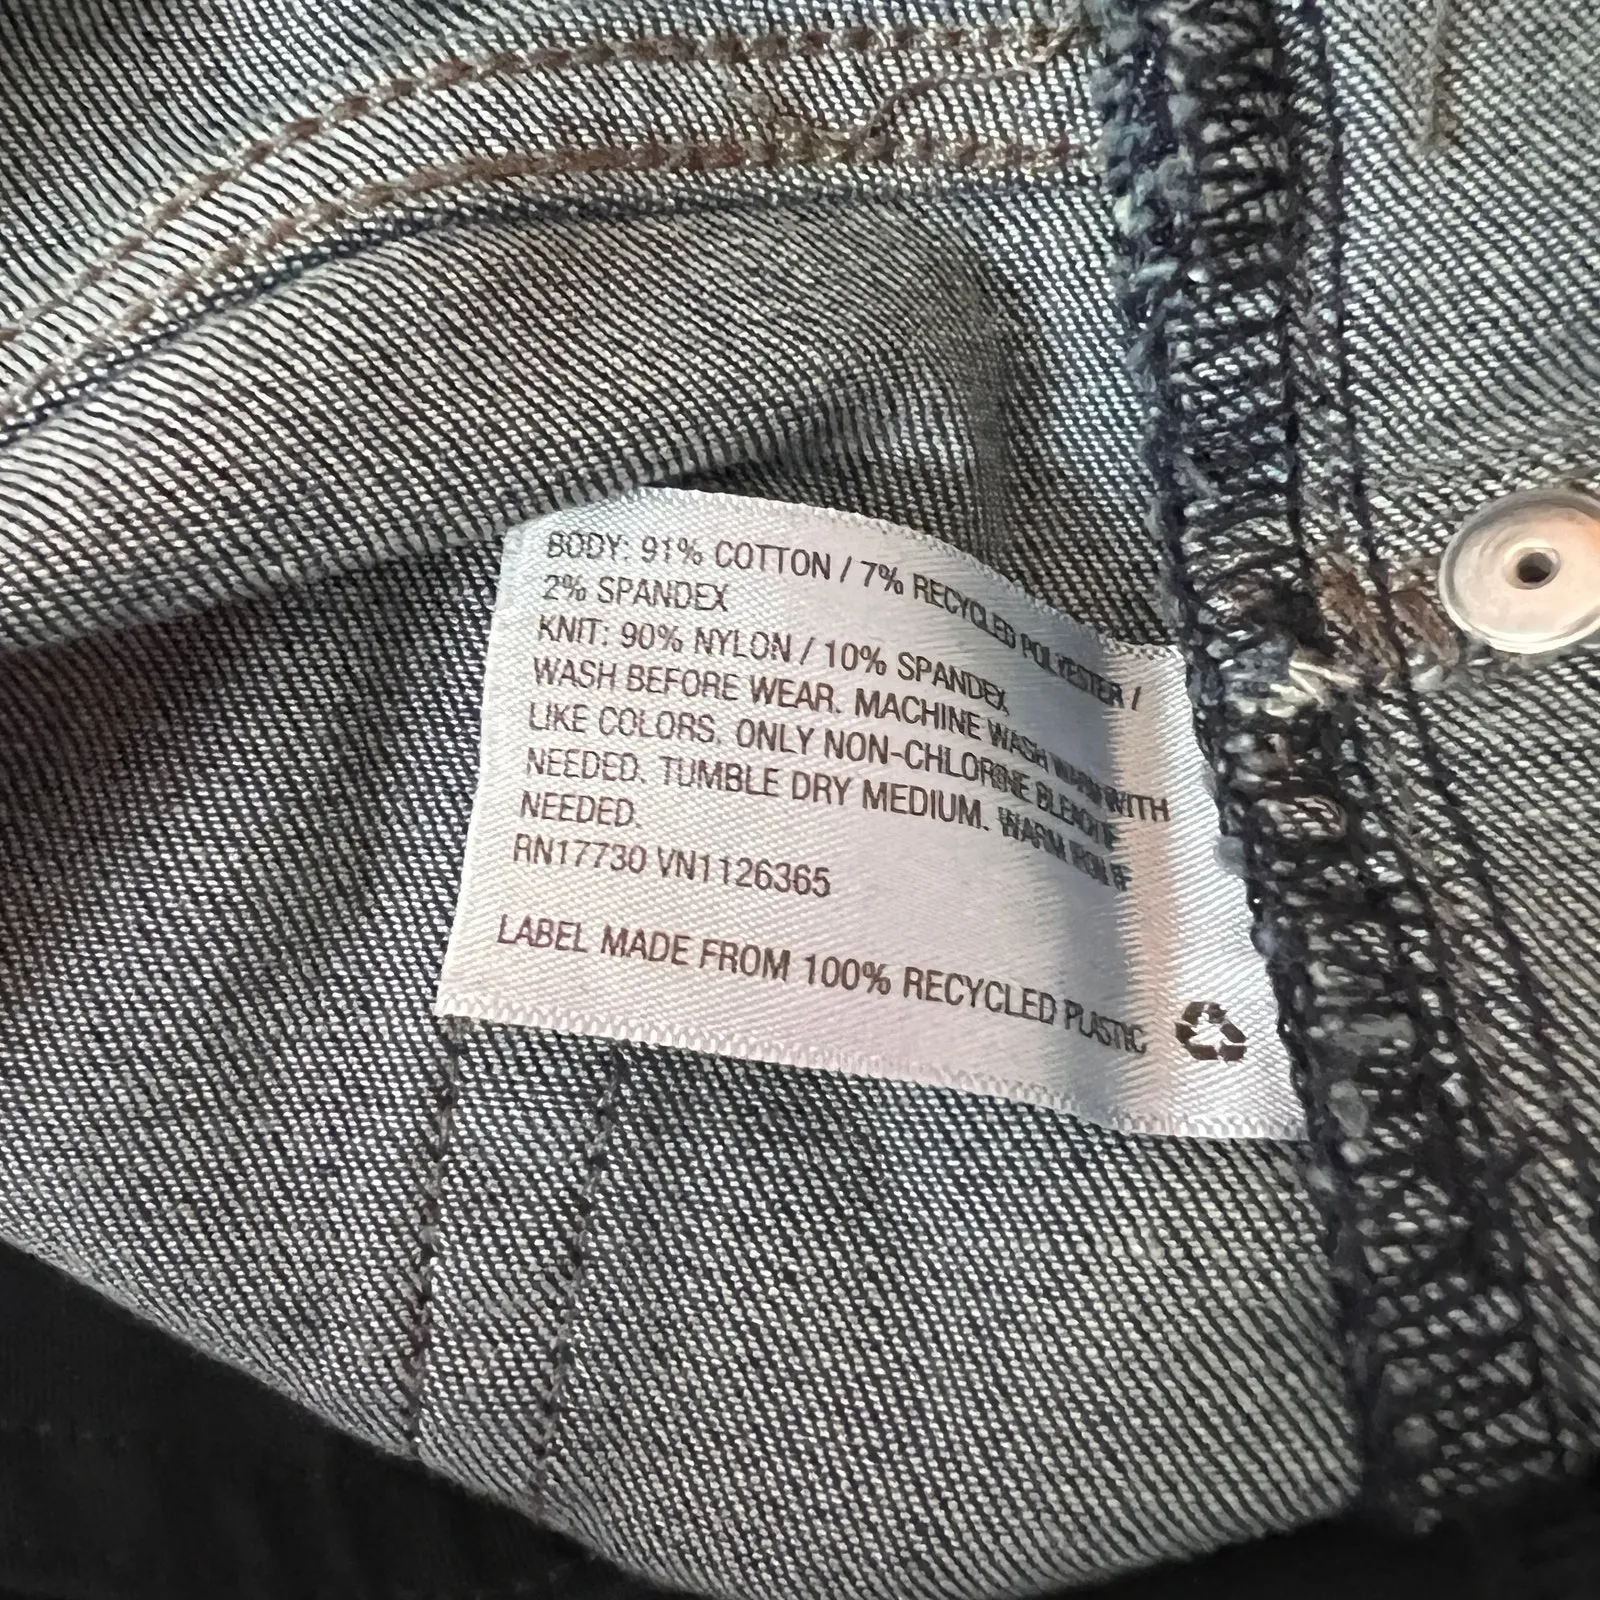 BODY: 91% COTTON / 7% RECYCLED POLYESTER /
2% SPANDEX
KNIT: 90% NYLON / 10% SPANDEX
WASH BEFORE WEAR. MACHINE WASH WARM WITH
LIKE COLORS. ONLY NON-CHLORINE BLEACH IF
NEEDED. TUMBLE DRY MEDIUM. WARM IRON IF
NEEDED.
RN17730 VN1126365
LABEL MADE FROM 100% RECYCLED PLASTIC